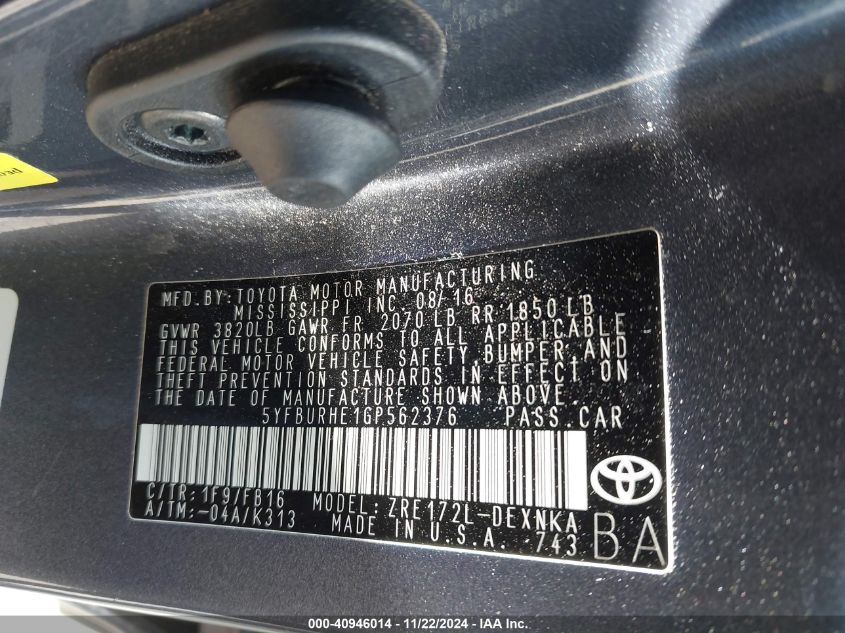 MFD. BY: TOYOTA MOTOR MANUFACTURING
MISSISSIPPI INC. 08/16
GVWR 3820LB GAWR FR 2070 LB RR 1850 LB
THIS VEHICLE CONFORMS TO ALL APPLICABLE
FEDERAL MOTOR VEHICLE SAFETY, BUMPER, AND
THEFT PREVENTION STANDARDS IN EFFECT ON
THE DATE OF MANUFACTURE SHOWN ABOVE.
5YFBURHE1GP562376 PASS. CAR
C/TR: 1F9/FB16 MODEL: ZRE172L-DEXNKA
A/TM: -04A/K313 MADE IN U.S.A. 743
BA
000-40946014 - 11/22/2024 - IAA, Inc.